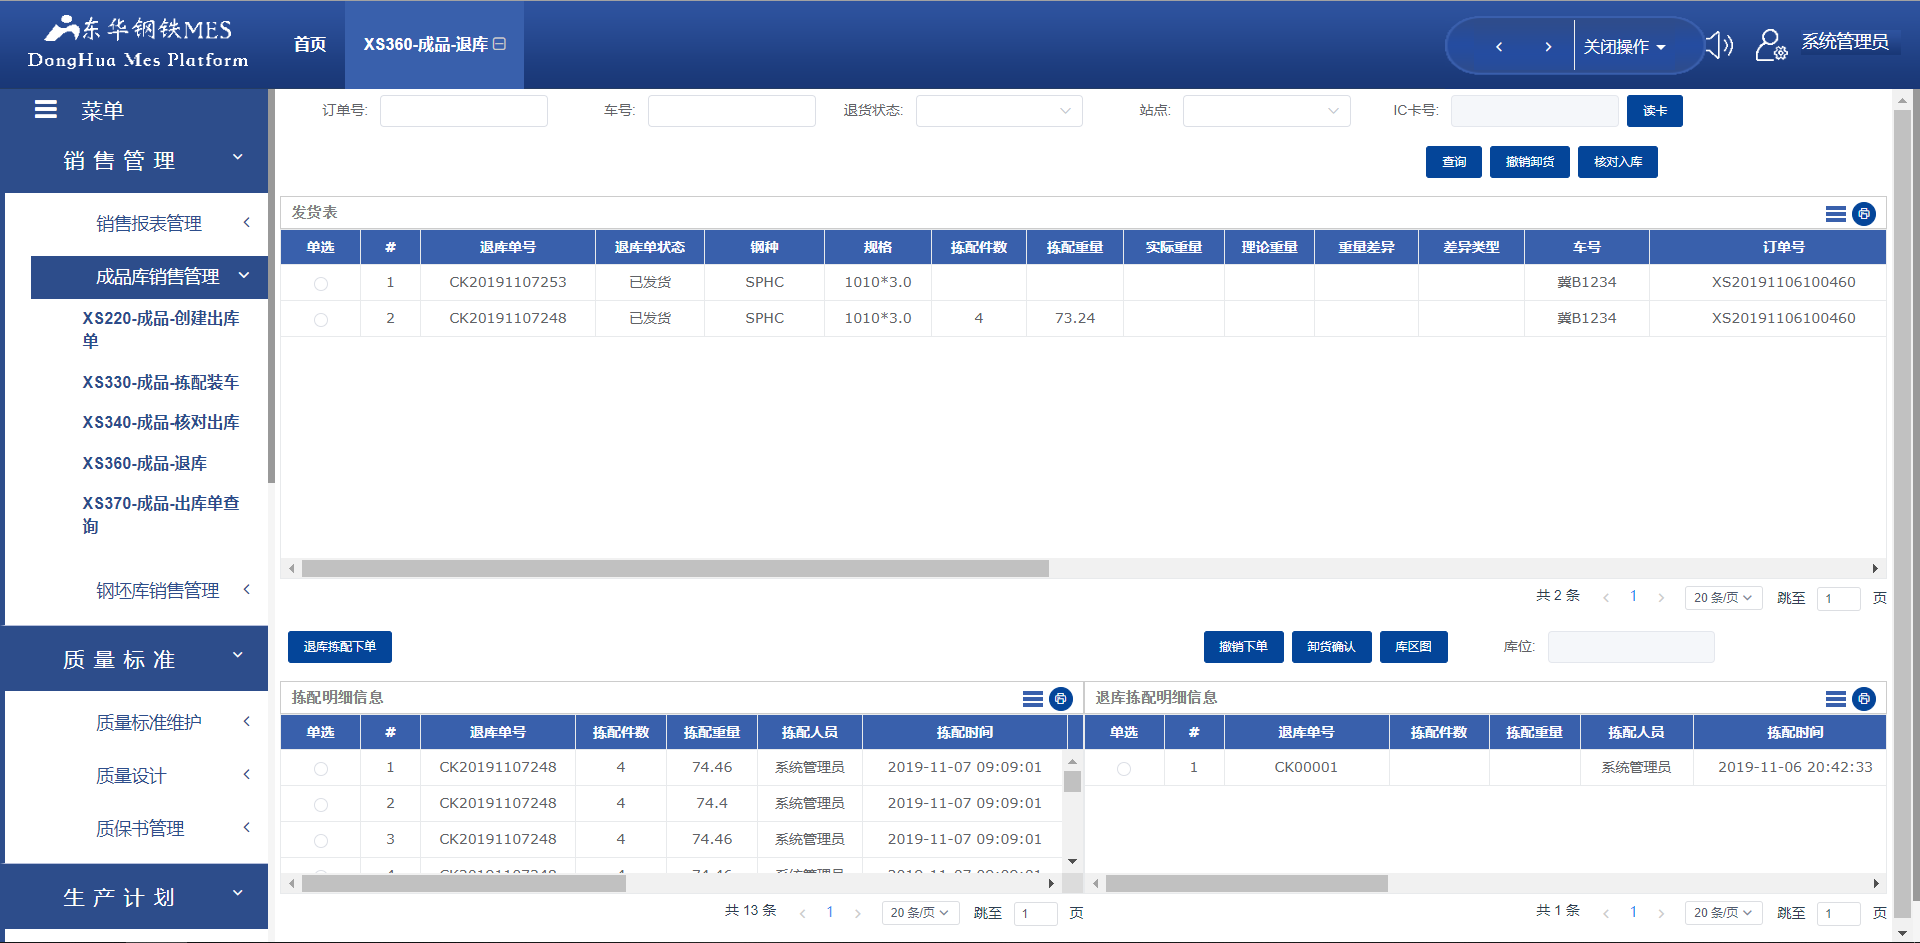 东华钢铁MES
DongHua Mes Platform
首页
XS360-成品-退库
关闭操作
系统管理员
菜单
销售管理
销售报表管理
成品库销售管理
XS220-成品-创建出库
单
XS330-成品-拣配装车
XS340-成品-核对出库
XS360-成品-退库
XS370-成品-出库单查
询
钢坯库销售管理
质量标准
质量标准维护
质量设计
质保书管理
生产计划
订单号: 车号: 退货状态: 站点: IC卡号: 读卡
查询 撤销卸货 核对入库
发货表
单选 # 退库单号 退库单状态 钢种 规格 拣配件数 拣配重量 实际重量 理论重量 重量差异 差异类型 车号 订单号
1 CK20191107253 已发货 SPHC 1010*3.0 冀B1234 XS20191106100460
2 CK20191107248 已发货 SPHC 1010*3.0 4 73.24 冀B1234 XS20191106100460
共 2 条 1 20 条/页 跳至 1 页
退库拣配下单 撤销下单 卸货确认 库区图 库位:
拣配明细信息
单选 # 退库单号 拣配件数 拣配重量 拣配人员 拣配时间
1 CK20191107248 4 74.46 系统管理员 2019-11-07 09:09:01
2 CK20191107248 4 74.4 系统管理员 2019-11-07 09:09:01
3 CK20191107248 4 74.46 系统管理员 2019-11-07 09:09:01
4 CK20191107248 4 74.46 系统管理员 2019-11-07 09:09:01
共 13 条 1 20 条/页 跳至 1 页
退库拣配明细信息
单选 # 退库单号 拣配件数 拣配重量 拣配人员 拣配时间
1 CK00001 系统管理员 2019-11-06 20:42:33
共 1 条 1 20 条/页 跳至 1 页